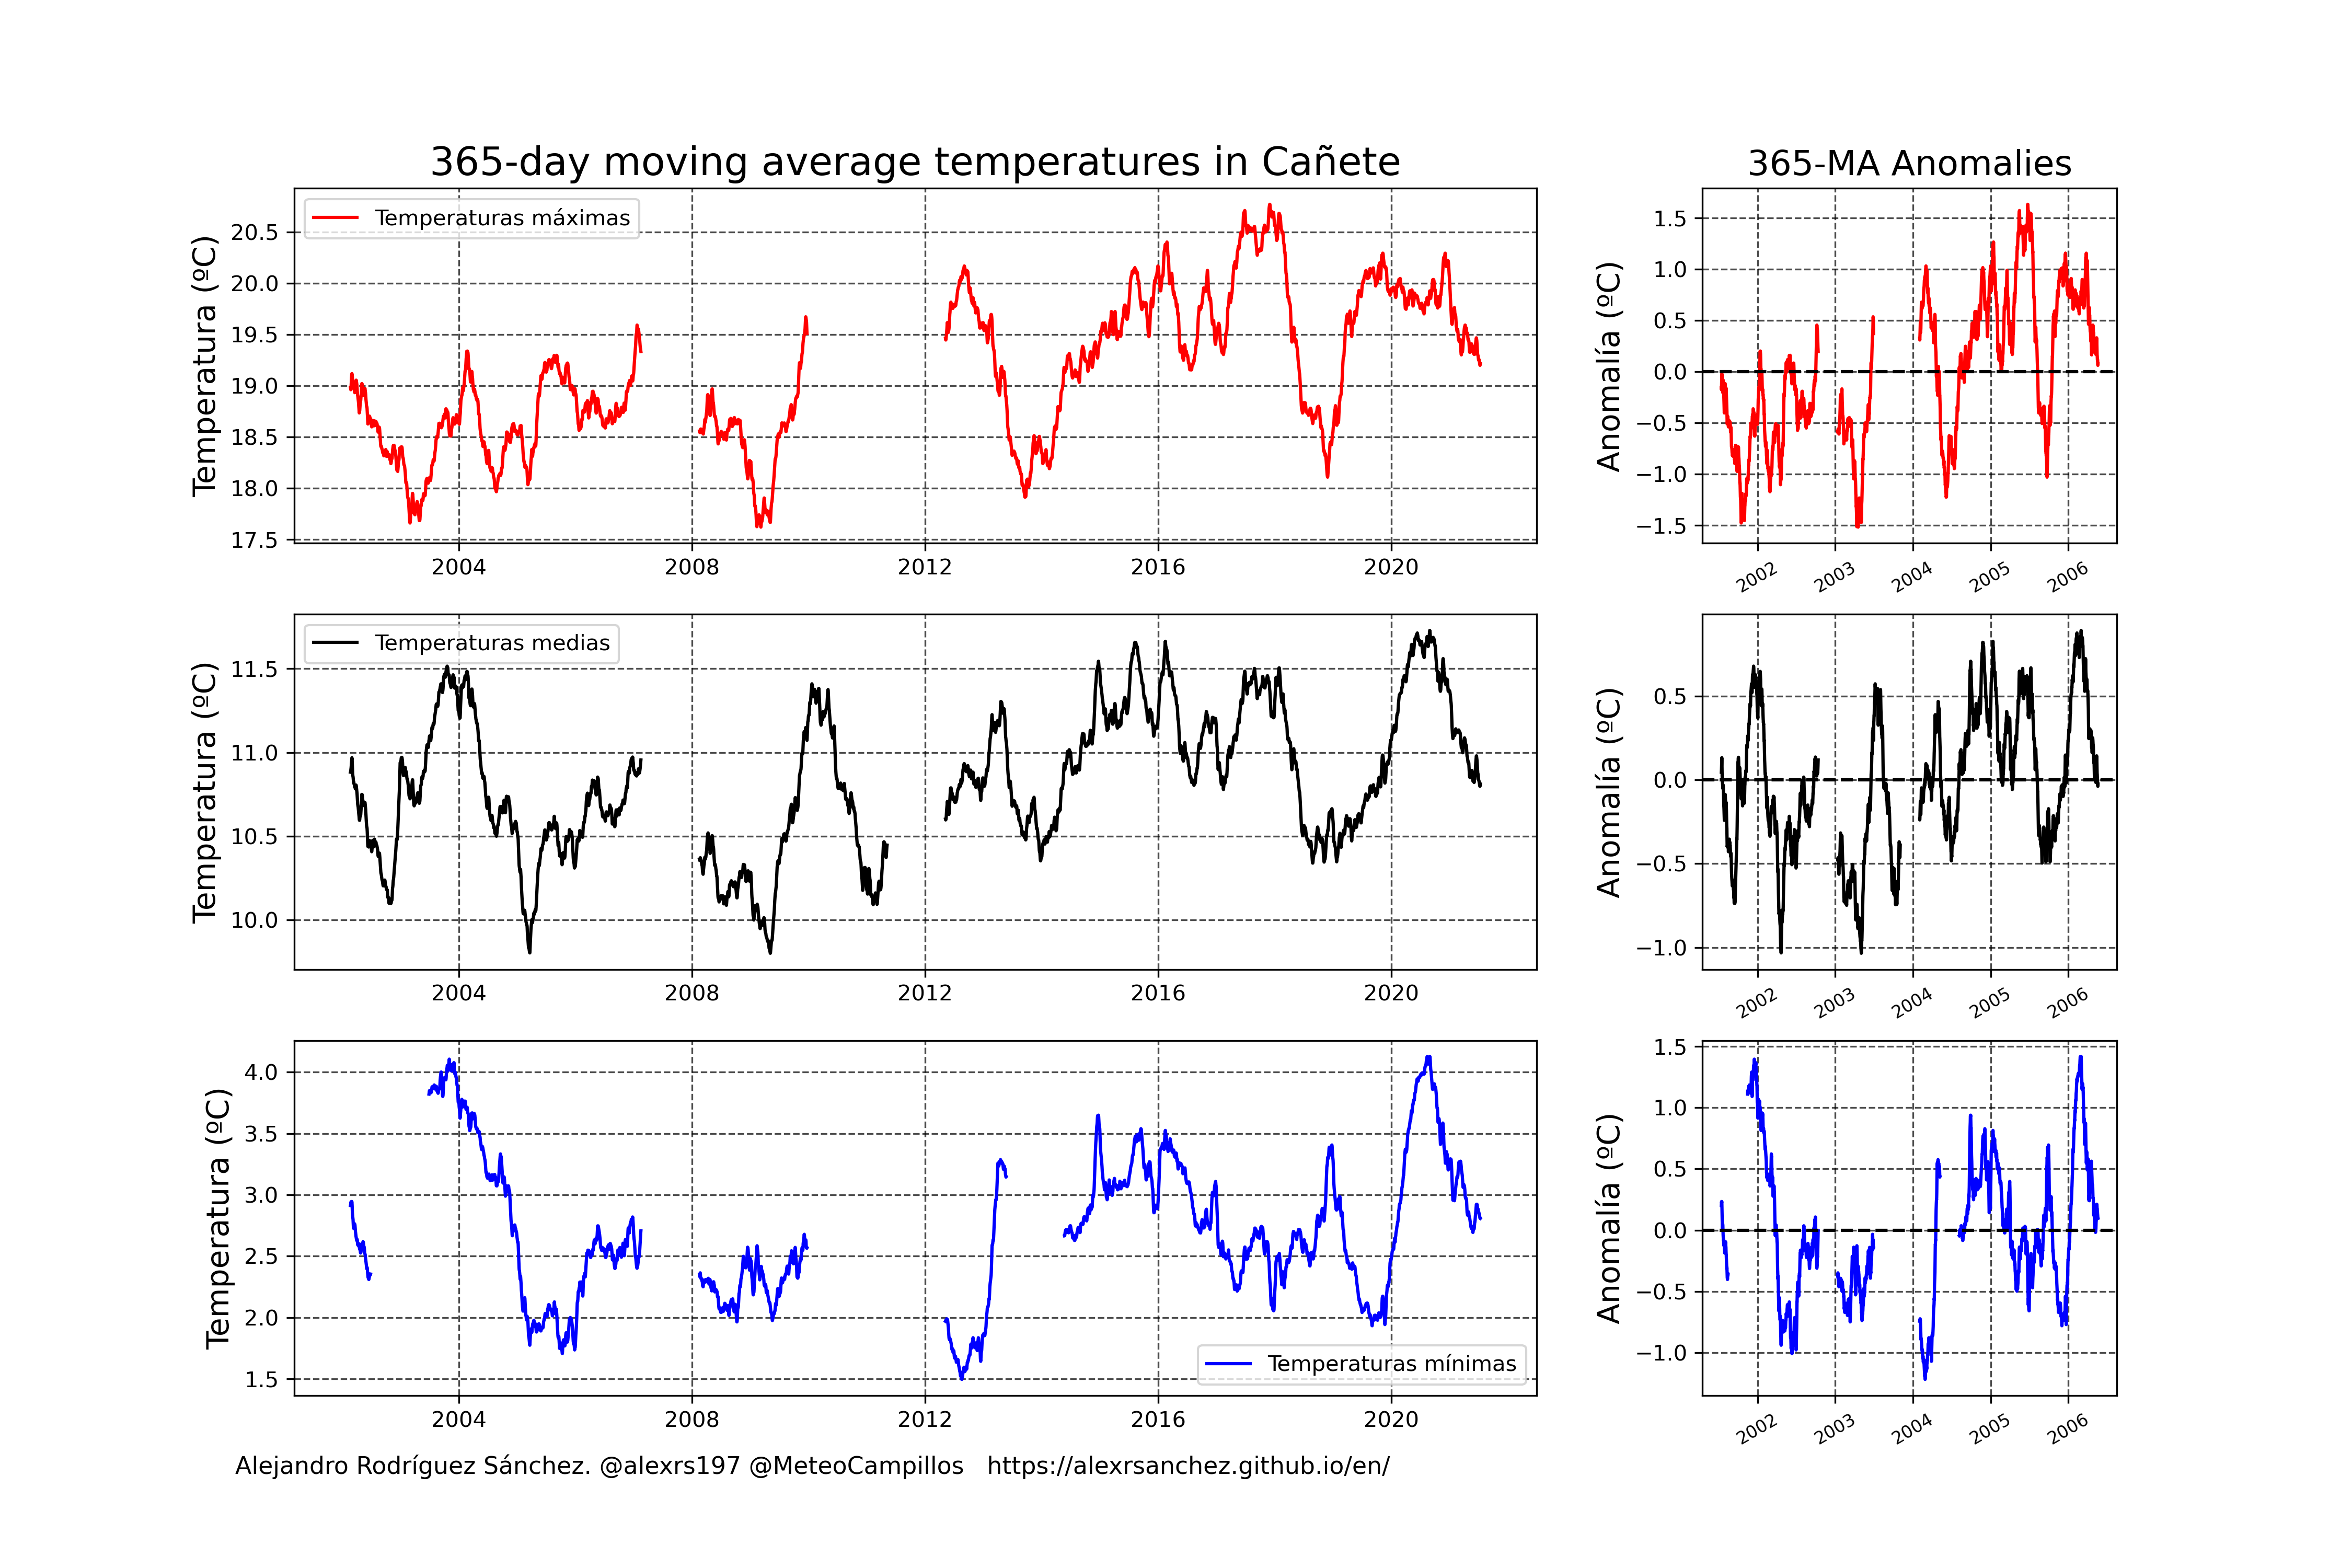 365-day moving average temperatures in Cañete
365-MA Anomalies
Temperatura (ºC)
20.5
20.0
19.5
19.0
18.5
18.0
17.5
Temperaturas máximas
2004 2008 2012 2016 2020
Anomalía (ºC)
1.5
1.0
0.5
0.0
−0.5
−1.0
−1.5
2002 2003 2004 2005 2006
Temperatura (ºC)
11.5
11.0
10.5
10.0
Temperaturas medias
2004 2008 2012 2016 2020
Anomalía (ºC)
0.5
0.0
−0.5
−1.0
2002 2003 2004 2005 2006
Temperatura (ºC)
4.0
3.5
3.0
2.5
2.0
1.5
Temperaturas mínimas
2004 2008 2012 2016 2020
Anomalía (ºC)
1.5
1.0
0.5
0.0
−0.5
−1.0
2002 2003 2004 2005 2006
Alejandro Rodríguez Sánchez. @alexrs197 @MeteoCampillos https://alexrsanchez.github.io/en/